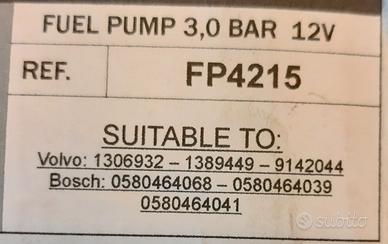 FUEL PUMP 3,0 BAR 12V
REF. FP4215
SUITABLE TO:
Volvo: 1306932 – 1389449 – 9142044
Bosch: 0580464068 – 0580464039
0580464041
subito